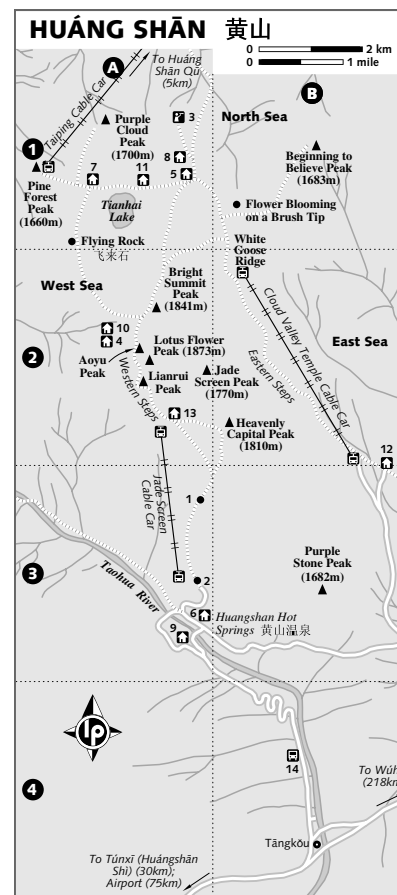 HUÁNG SHĀN 黄山
0 2 km
0 1 mile
A
To Huáng
Shān Qū
(5km)
B
Taiping Cable Car
Purple
Cloud
Peak
(1700m)
3
North Sea
1
8
Beginning to
Believe Peak
(1683m)
7
11
5
Pine
Forest
Peak
(1660m)
Tianhai
Lake
Flower Blooming
on a Brush Tip
Flying Rock
飞来石
White
Goose
Ridge
West Sea
Bright
Summit
Peak
(1841m)
Cloud Valley Temple Cable Car
East Sea
10
4
2
Aoyu
Peak
Lotus Flower
Peak (1873m)
Lianrui
Peak
Jade
Screen Peak
(1770m)
Eastern Steps
Western Steps
13
Heavenly
Capital Peak
(1810m)
12
Jade Screen
Cable Car
1
Purple
Stone Peak
(1682m)
3
Taohua River
2
6
Huangshan Hot
Springs 黄山温泉
9
lp
14
4
To Wúh
(218km
Tāngkǒu
To Túnxī (Huángshān
Shì) (30km);
Airport (75km)